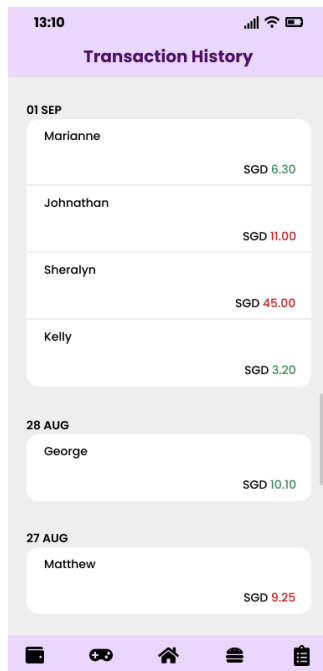 13:10
Transaction History
01 SEP
Marianne
SGD 6.30
Johnathan
SGD 11.00
Sheralyn
SGD 45.00
Kelly
SGD 3.20
28 AUG
George
SGD 10.10
27 AUG
Matthew
SGD 9.25